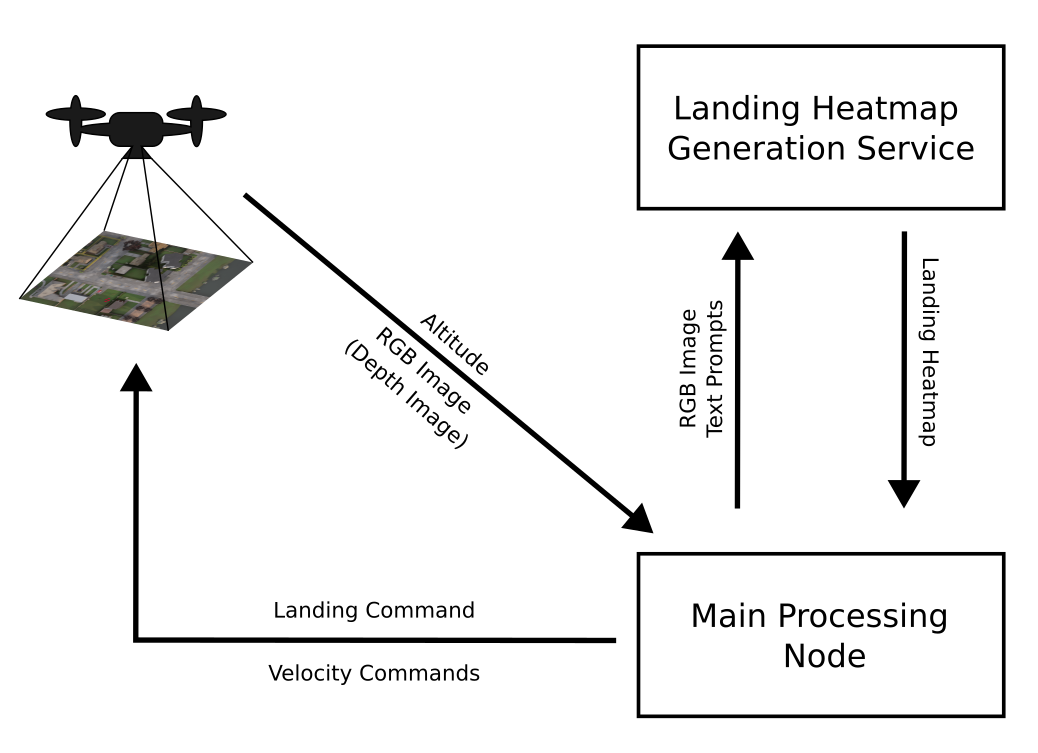 Landing Heatmap
Generation Service
Altitude
RGB Image
(Depth Image)
RGB Image
Text Prompts
Landing Heatmap
Landing Command
Velocity Commands
Main Processing
Node